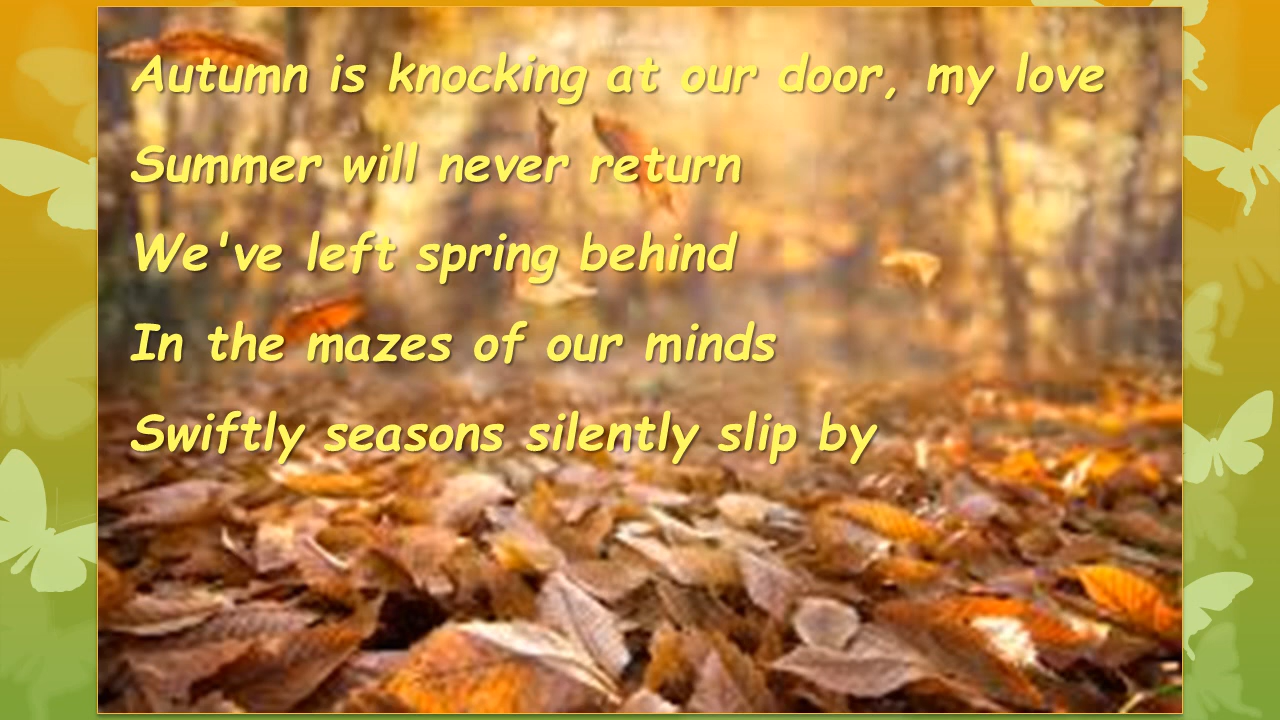 Autumn is knocking at our door, my love
Summer will never return
We've left spring behind
In the mazes of our minds
Swiftly seasons silently slip by